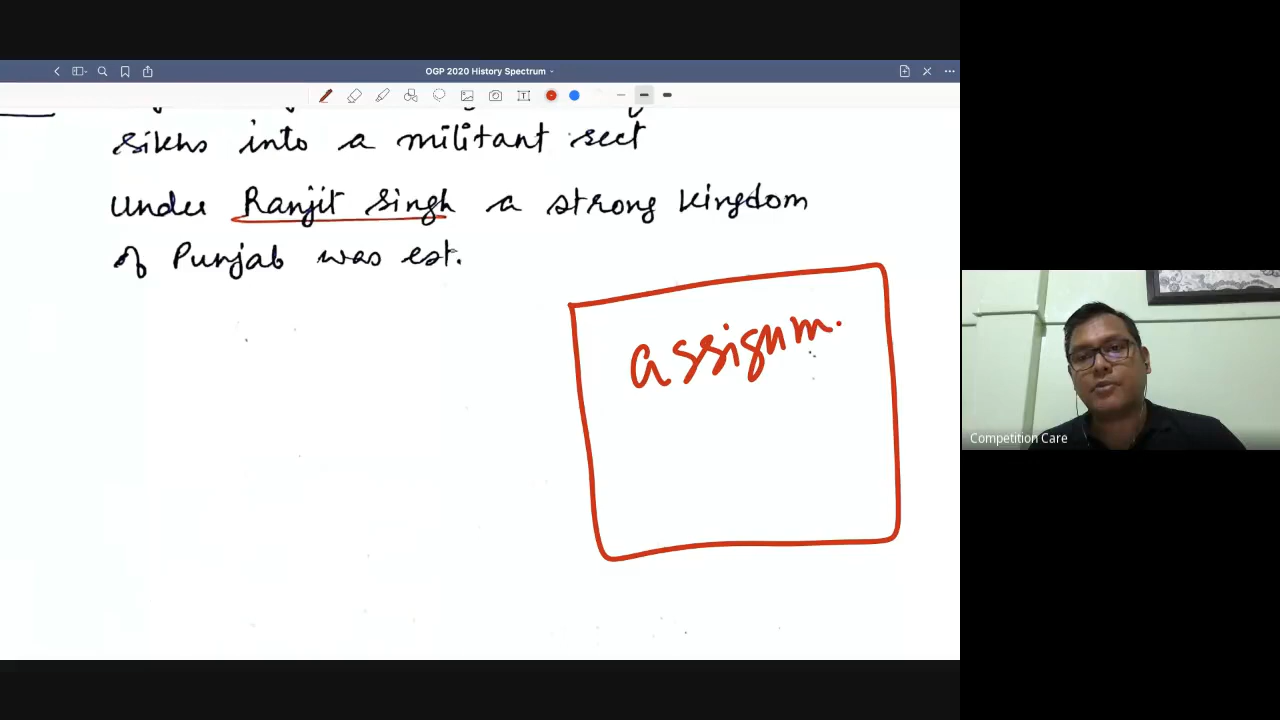 OGP 2020 History Spectrum
sikhs into a militant sect
Under Ranjit Singh a strong kingdom
of Punjab was est.
assignm.
Competition Care